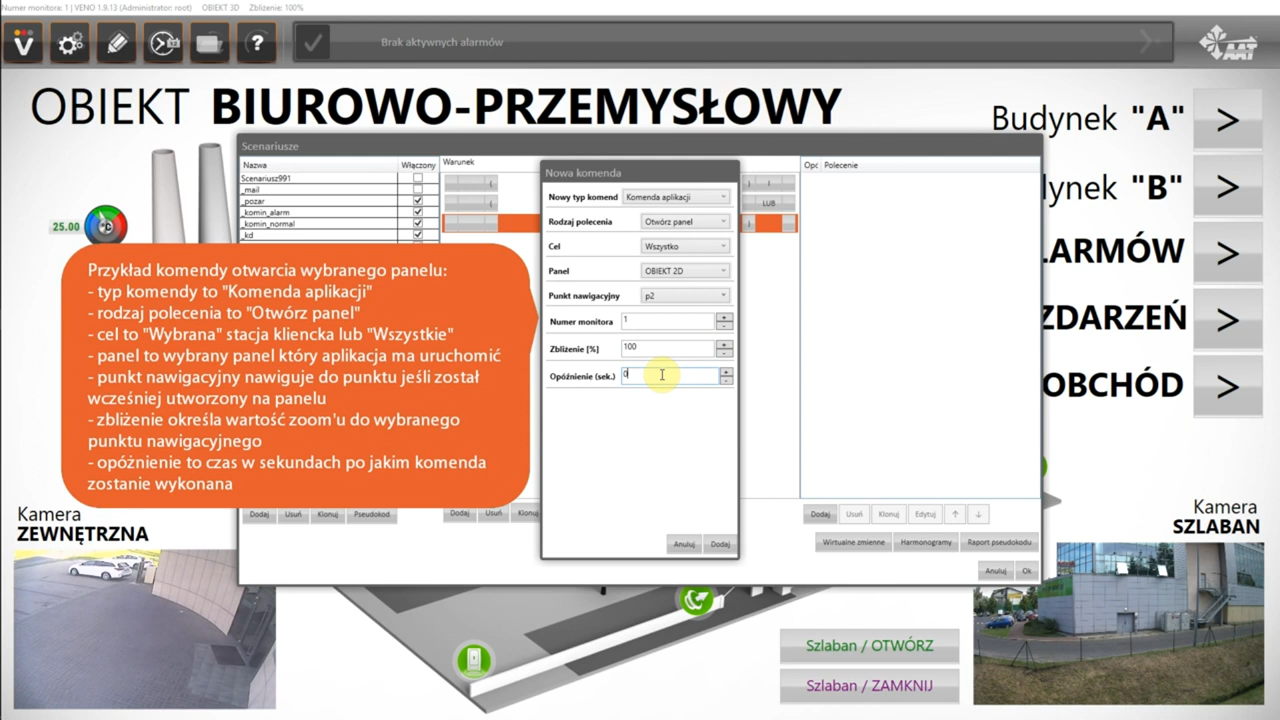 Numer monitora: 1 | VENO 1.9.13 (Administrator: root) OBIEKT 3D Zbliżenie: 100%
Brak aktywnych alarmów
AAT
OBIEKT BIUROWO-PRZEMYSŁOWY
Budynek "A" >
dynek "B" >
LARMÓW >
ZDARZEŃ >
OBCHÓD >
25.00 °C
Scenariusze
Nazwa Włączony
Scenariusz991
_mail
_pozar
_komin_alarm
_komin_normal
_kd
Warunek
(
(
) )
LUB
)
Opc Polecenie
Nowa komenda
Nowy typ komend Komenda aplikacji
Rodzaj polecenia Otwórz panel
Cel Wszystko
Panel OBIEKT 2D
Punkt nawigacyjny p2
Numer monitora 1 + -
Zbliżenie [%] 100 + -
Opóźnienie (sek.) 0 + -
Anuluj Dodaj
Przykład komendy otwarcia wybranego panelu:
- typ komendy to "Komenda aplikacji"
- rodzaj polecenia to "Otwórz panel"
- cel to "Wybrana" stacja kliencka lub "Wszystkie"
- panel to wybrany panel który aplikacja ma uruchomić
- punkt nawigacyjny nawiguje do punktu jeśli został
wcześniej utworzony na panelu
- zbliżenie określa wartość zoom'u do wybranego
punktu nawigacyjnego
- opóżnienie to czas w sekundach po jakim komenda
zostanie wykonana
Dodaj Usuń Klonuj Pseudokod
Dodaj Usuń Klonuj
Dodaj Usuń Klonuj Edytuj ↑ ↓
Wirtualne zmienne Harmonogramy Raport pseudokodu
Anuluj Ok
Kamera
ZEWNĘTRZNA
Kamera
SZLABAN
Szlaban / OTWÓRZ
Szlaban / ZAMKNIJ